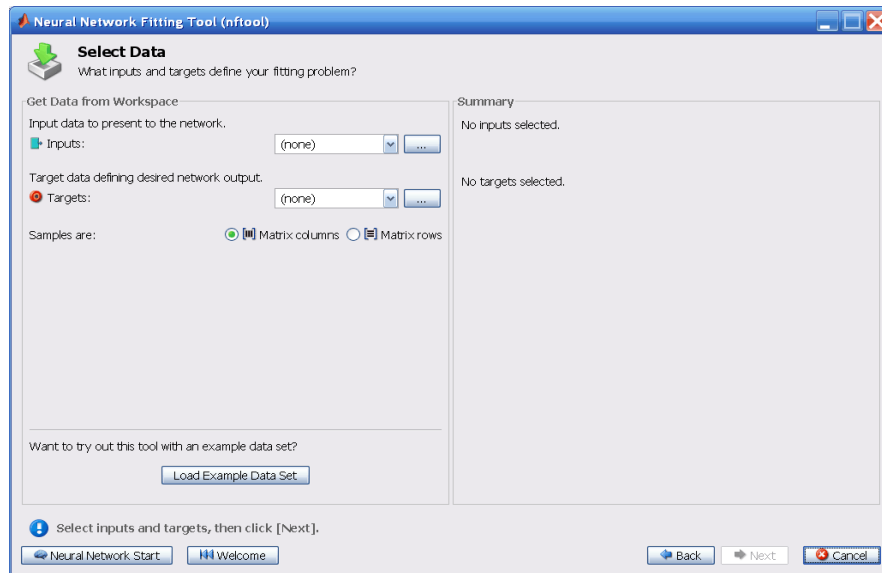 Neural Network Fitting Tool (nftool)
Select Data
What inputs and targets define your fitting problem?
Get Data from Workspace
Input data to present to the network.
Inputs: (none) ...
Target data defining desired network output.
Targets: (none) ...
Samples are: Matrix columns Matrix rows
Want to try out this tool with an example data set?
Load Example Data Set
Summary
No inputs selected.
No targets selected.
Select inputs and targets, then click [Next].
Neural Network Start Welcome Back Next Cancel